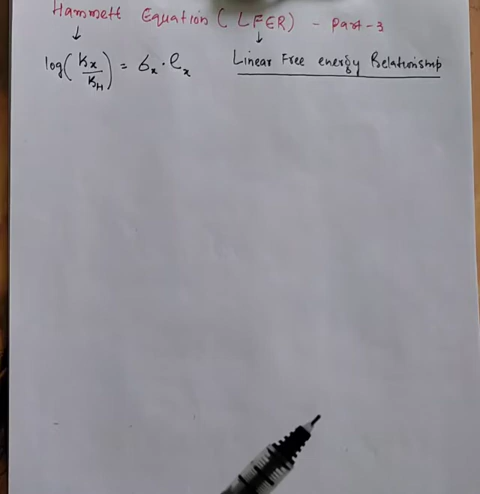 Hammett Equation (LFER) - Part-3
↓ ↓
log(Kx/KH) = σx · ρx Linear Free energy Relationship